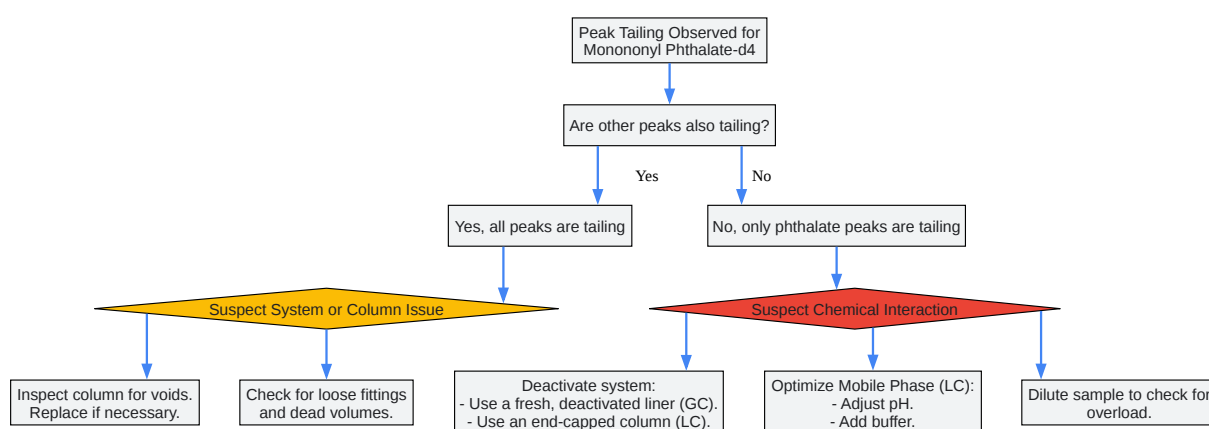 Peak Tailing Observed for
Monononyl Phthalate-d4
Are other peaks also tailing?
Yes
No
Yes, all peaks are tailing
No, only phthalate peaks are tailing
Suspect System or Column Issue
Suspect Chemical Interaction
Inspect column for voids.
Replace if necessary.
Check for loose fittings
and dead volumes.
Deactivate system:
- Use a fresh, deactivated liner (GC).
- Use an end-capped column (LC).
Optimize Mobile Phase (LC):
- Adjust pH.
- Add buffer.
Dilute sample to check for
overload.